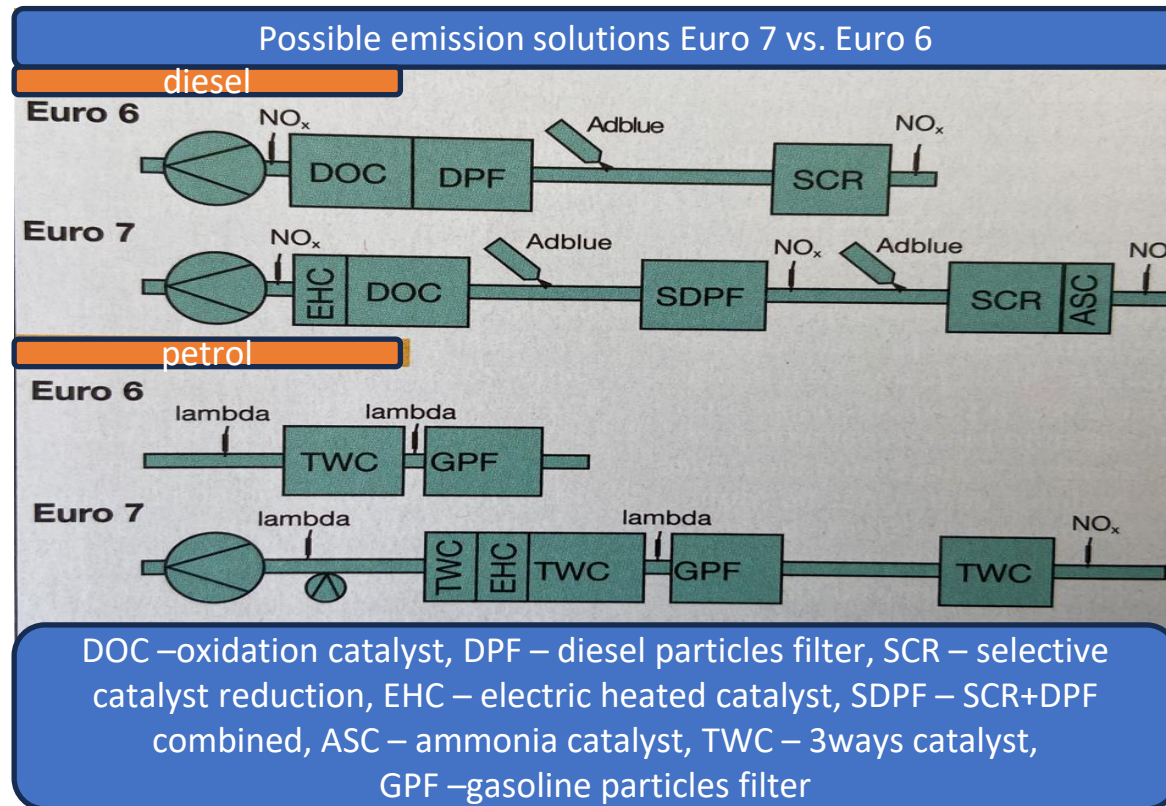 Possible emission solutions Euro 7 vs. Euro 6
diesel
Euro 6
NOₓ
Adblue
NOₓ
DOC
DPF
SCR
Euro 7
NOₓ
Adblue
NOₓ
Adblue
NO
EHC
DOC
SDPF
SCR
ASC
petrol
Euro 6
lambda
lambda
TWC
GPF
Euro 7
lambda
lambda
NOₓ
TWC
EHC
TWC
GPF
TWC
DOC –oxidation catalyst, DPF – diesel particles filter, SCR – selective
catalyst reduction, EHC – electric heated catalyst, SDPF – SCR+DPF
combined, ASC – ammonia catalyst, TWC – 3ways catalyst,
GPF –gasoline particles filter